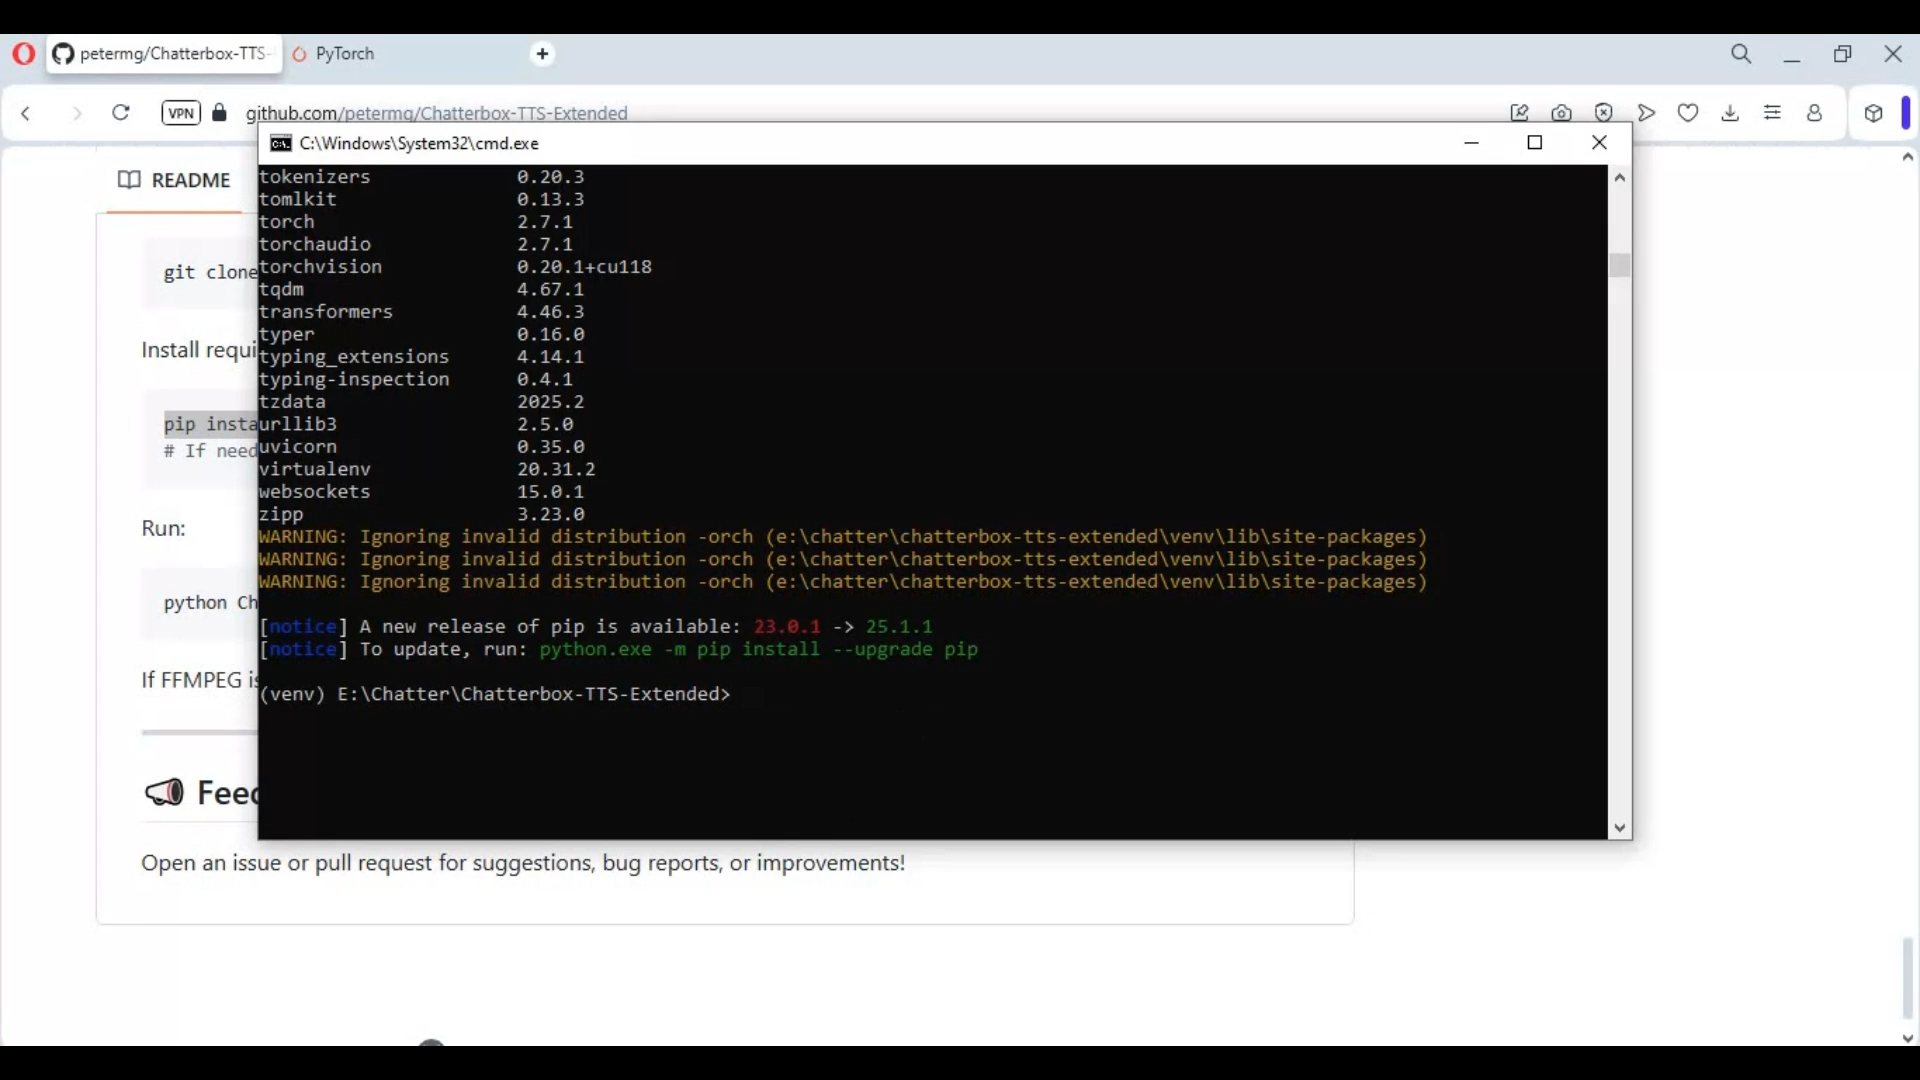 petermg/Chatterbox-TTS-
PyTorch
VPN
github.com/petermg/Chatterbox-TTS-Extended
C:\Windows\System32\cmd.exe
README
git clone
Install requi
pip insta
# If need
Run:
python Ch
If FFMPEG is
tokenizers 0.20.3
tomlkit 0.13.3
torch 2.7.1
torchaudio 2.7.1
torchvision 0.20.1+cu118
tqdm 4.67.1
transformers 4.46.3
typer 0.16.0
typing_extensions 4.14.1
typing-inspection 0.4.1
tzdata 2025.2
urllib3 2.5.0
uvicorn 0.35.0
virtualenv 20.31.2
websockets 15.0.1
zipp 3.23.0
WARNING: Ignoring invalid distribution -orch (e:\chatter\chatterbox-tts-extended\venv\lib\site-packages)
WARNING: Ignoring invalid distribution -orch (e:\chatter\chatterbox-tts-extended\venv\lib\site-packages)
WARNING: Ignoring invalid distribution -orch (e:\chatter\chatterbox-tts-extended\venv\lib\site-packages)
[notice] A new release of pip is available: 23.0.1 -> 25.1.1
[notice] To update, run: python.exe -m pip install --upgrade pip
(venv) E:\Chatter\Chatterbox-TTS-Extended>
Feed
Open an issue or pull request for suggestions, bug reports, or improvements!